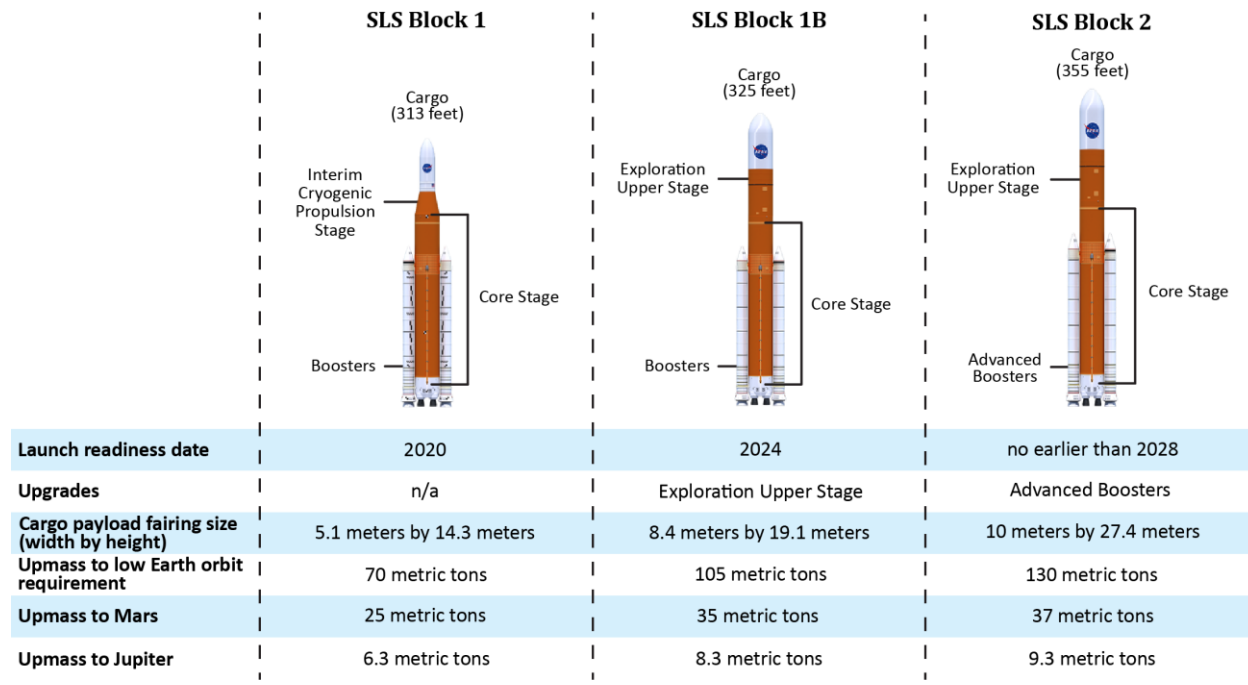 SLS Block 1
SLS Block 1B
SLS Block 2
Cargo
(313 feet)
Interim
Cryogenic
Propulsion
Stage
Core Stage
Boosters
Cargo
(325 feet)
Exploration
Upper Stage
Core Stage
Boosters
Cargo
(355 feet)
Exploration
Upper Stage
Core Stage
Advanced
Boosters
Launch readiness date 2020 2024 no earlier than 2028
Upgrades n/a Exploration Upper Stage Advanced Boosters
Cargo payload fairing size
(width by height) 5.1 meters by 14.3 meters 8.4 meters by 19.1 meters 10 meters by 27.4 meters
Upmass to low Earth orbit
requirement 70 metric tons 105 metric tons 130 metric tons
Upmass to Mars 25 metric tons 35 metric tons 37 metric tons
Upmass to Jupiter 6.3 metric tons 8.3 metric tons 9.3 metric tons